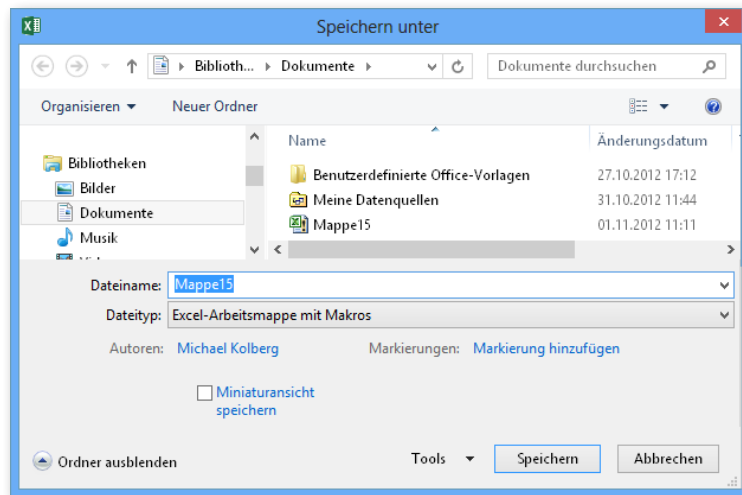 Speichern unter
Biblioth... Dokumente Dokumente durchsuchen
Organisieren Neuer Ordner
Name Änderungsdatum
Bibliotheken
Bilder
Dokumente
Musik
Benutzerdefinierte Office-Vorlagen 27.10.2012 17:12
Meine Datenquellen 31.10.2012 11:44
Mappe15 01.11.2012 11:11
Dateiname: Mappe15
Dateityp: Excel-Arbeitsmappe mit Makros
Autoren: Michael Kolberg Markierungen: Markierung hinzufügen
Miniaturansicht
speichern
Ordner ausblenden Tools Speichern Abbrechen